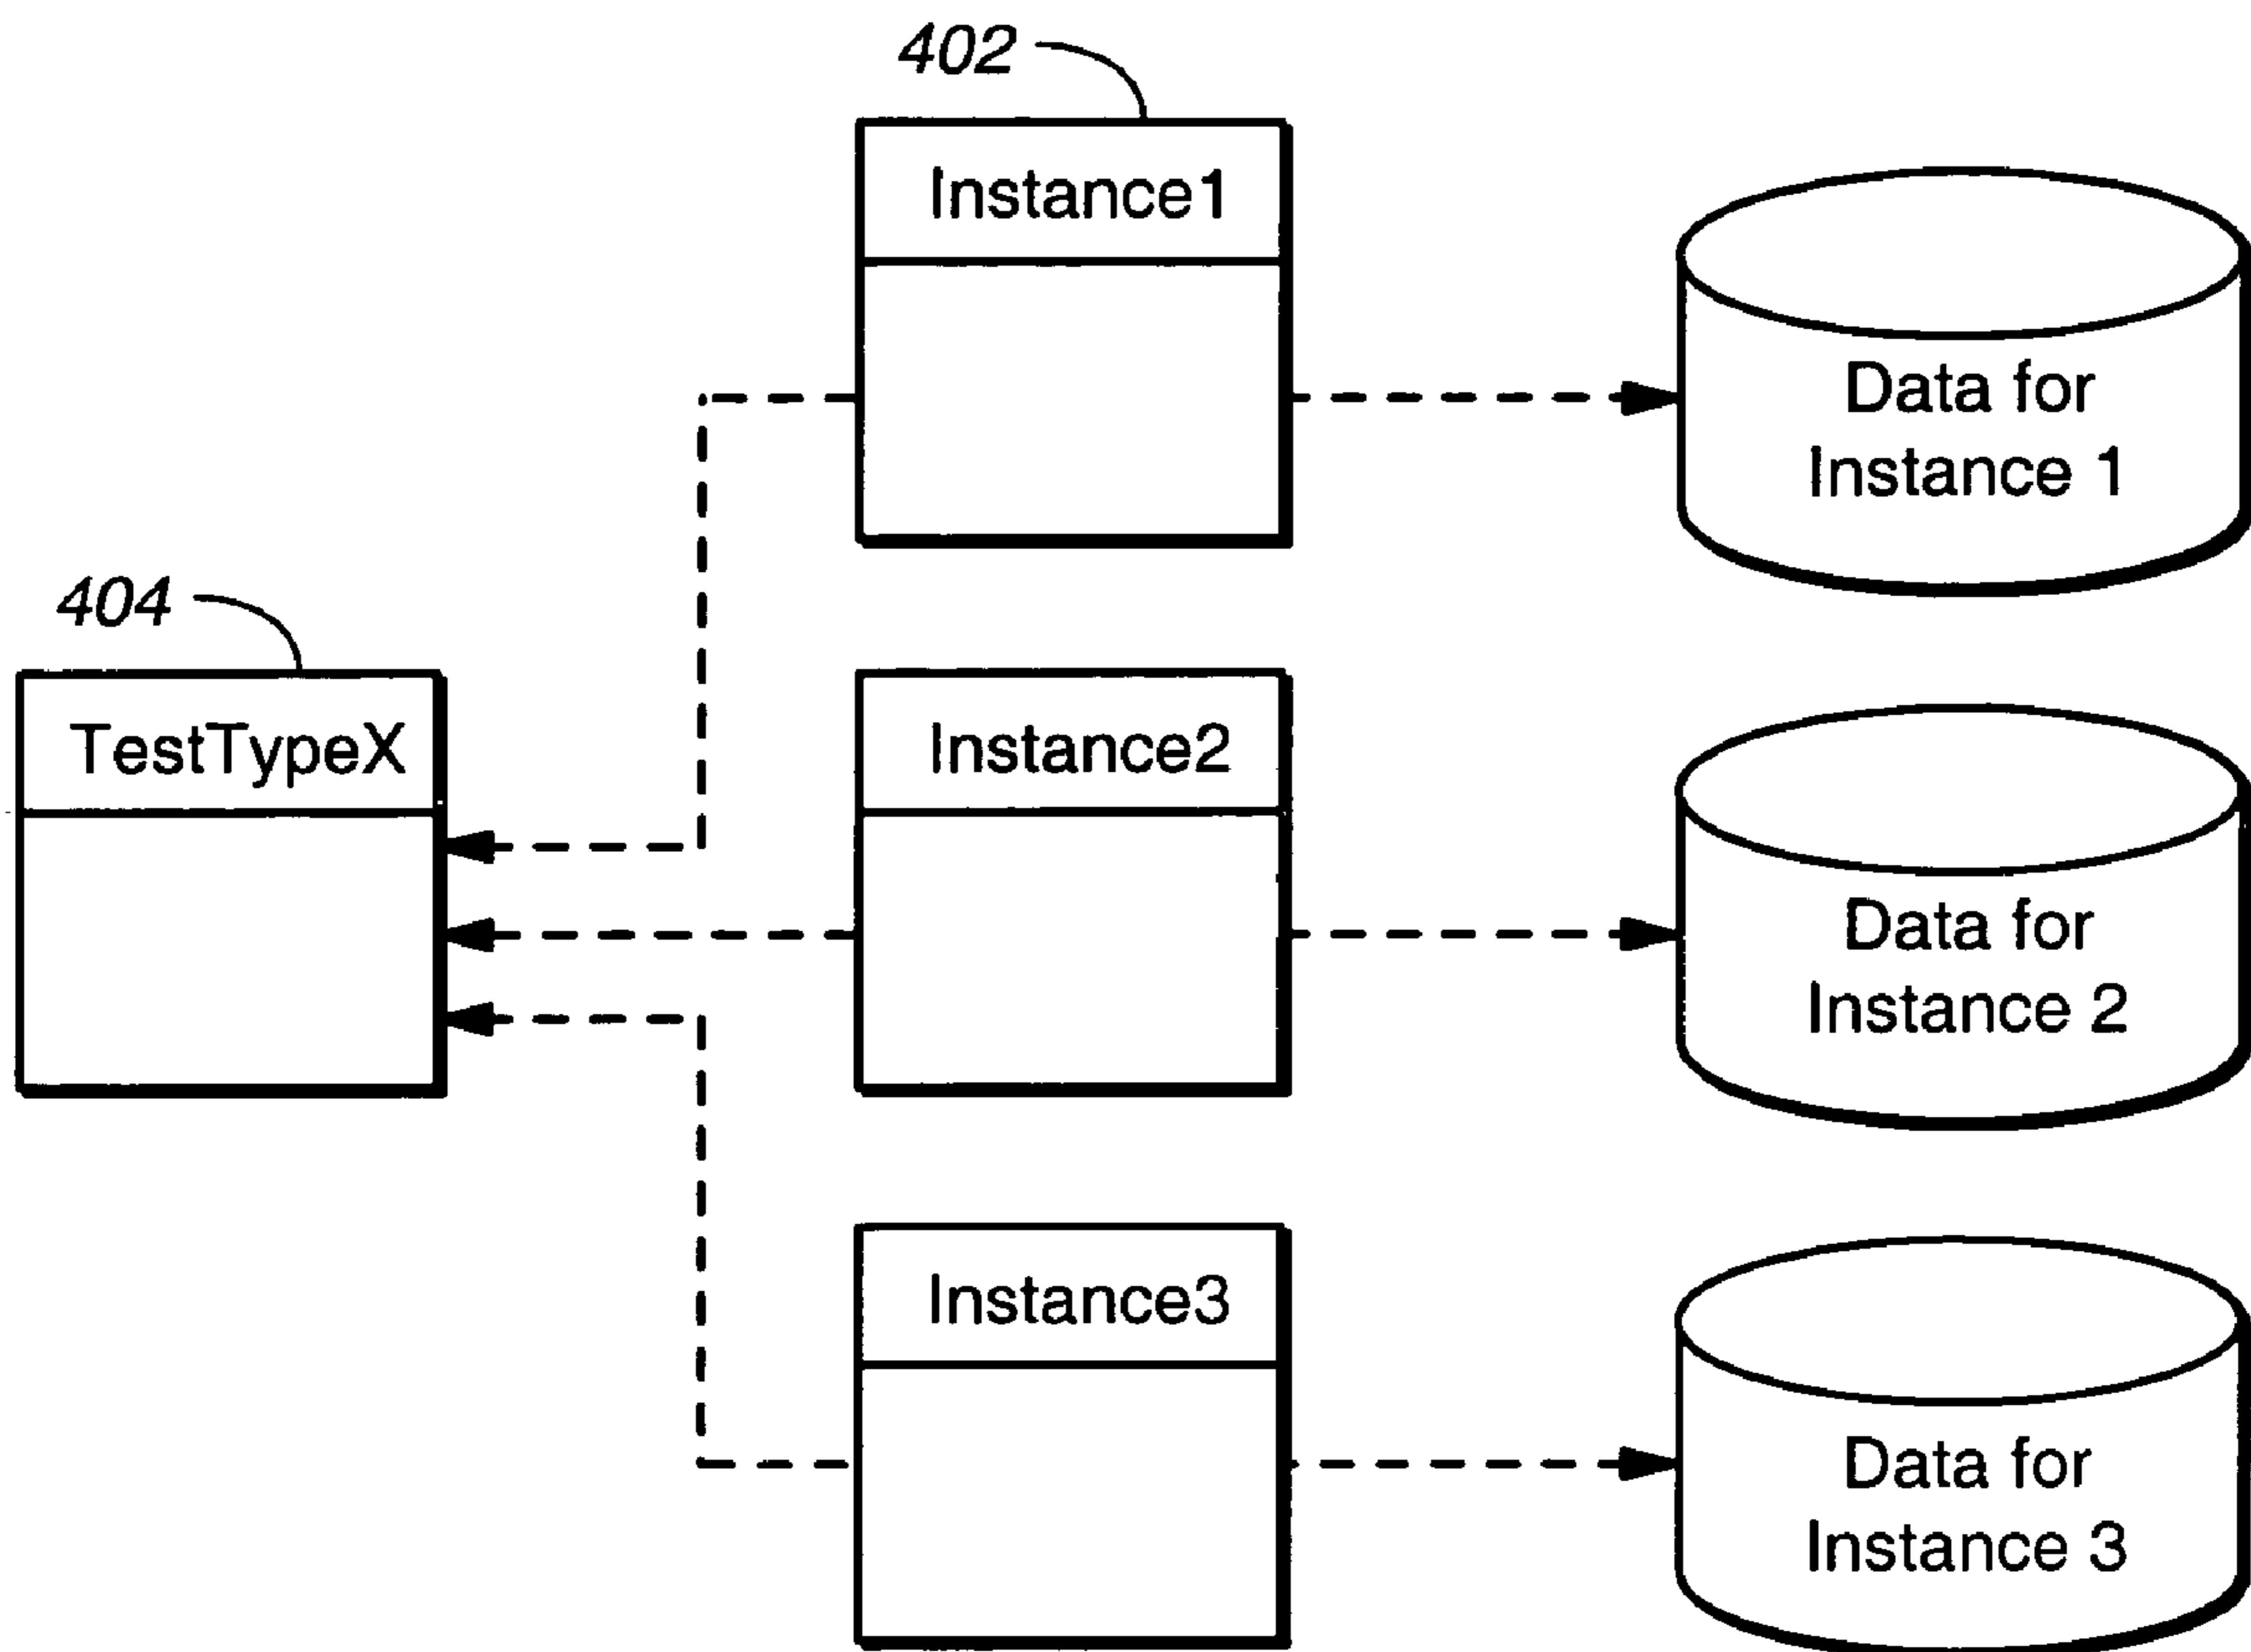 402
Instance1
Data for
Instance 1
404
TestTypeX
Instance2
Data for
Instance 2
Instance3
Data for
Instance 3